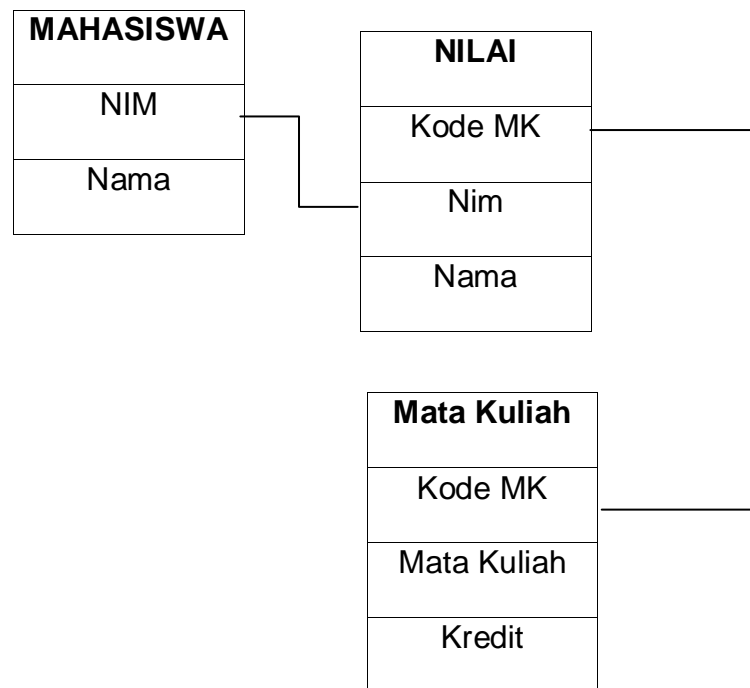 MAHASISWA
NIM
Nama
NILAI
Kode MK
Nim
Nama
Mata Kuliah
Kode MK
Mata Kuliah
Kredit